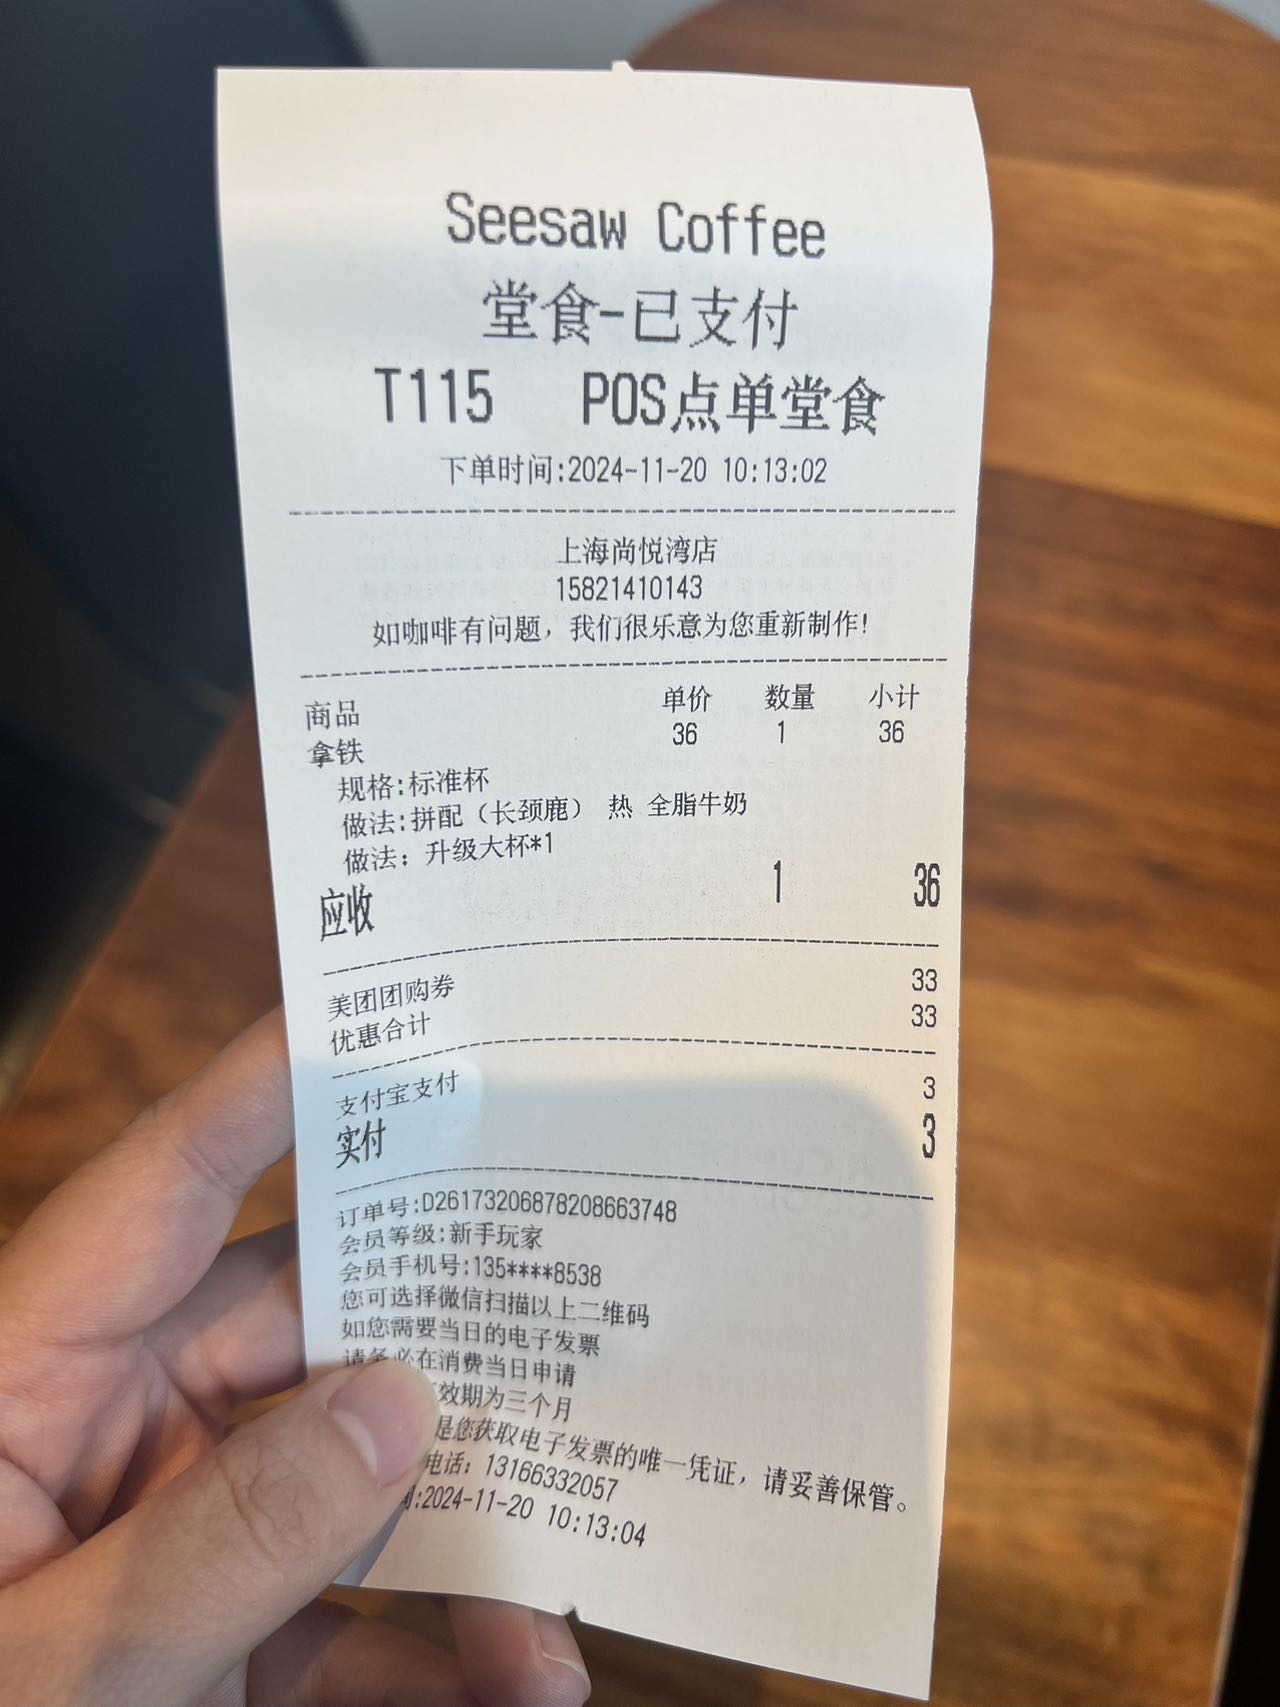 Seesaw Coffee
堂食-已支付
T115 POS点单堂食
下单时间:2024-11-20 10:13:02
上海尚悦湾店
15821410143
如咖啡有问题，我们很乐意为您重新制作!
商品 单价 数量 小计
拿铁 36 1 36
规格:标准杯
做法:拼配（长颈鹿） 热 全脂牛奶
做法：升级大杯*1
应收 1 36
美团团购券 33
优惠合计 33
支付宝支付 3
实付 3
订单号:D26173206878208663748
会员等级:新手玩家
会员手机号:135****8538
您可选择微信扫描以上二维码
如您需要当日的电子发票
请务必在消费当日申请
效期为三个月
是您获取电子发票的唯一凭证，请妥善保管。
电话：13166332057
:2024-11-20 10:13:04